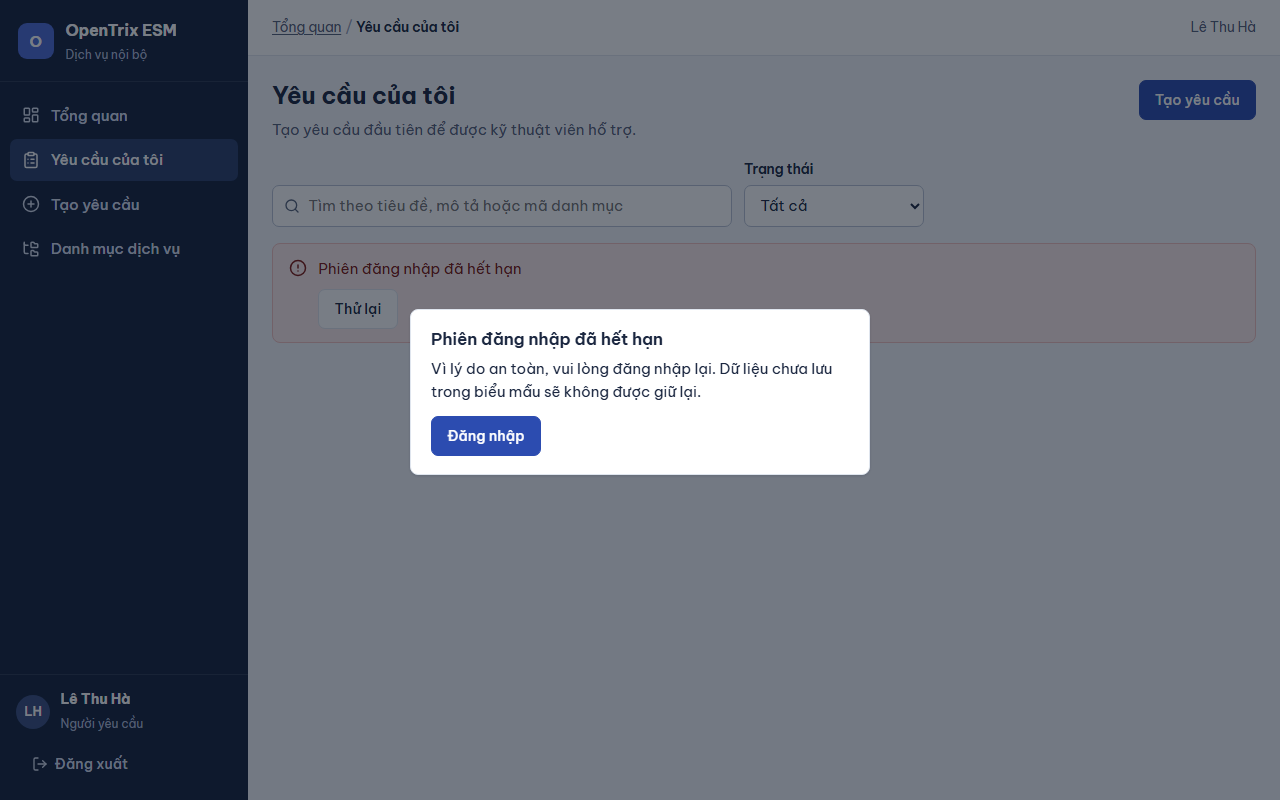 O
OpenTrix ESM
Dịch vụ nội bộ
Tổng quan
Yêu cầu của tôi
Tạo yêu cầu
Danh mục dịch vụ
LH
Lê Thu Hà
Người yêu cầu
Đăng xuất
Tổng quan / Yêu cầu của tôi
Lê Thu Hà
Yêu cầu của tôi
Tạo yêu cầu đầu tiên để được kỹ thuật viên hỗ trợ.
Tạo yêu cầu
Trạng thái
Tìm theo tiêu đề, mô tả hoặc mã danh mục
Tất cả
Phiên đăng nhập đã hết hạn
Thử lại
Phiên đăng nhập đã hết hạn
Vì lý do an toàn, vui lòng đăng nhập lại. Dữ liệu chưa lưu
trong biểu mẫu sẽ không được giữ lại.
Đăng nhập